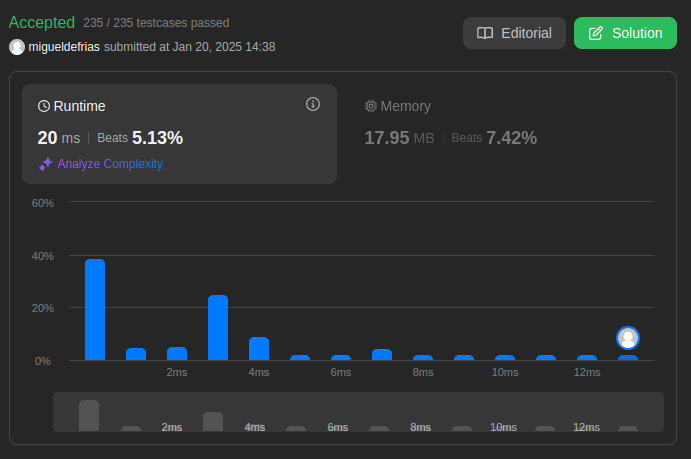 Accepted 235 / 235 testcases passed
migueldefrias submitted at Jan 20, 2025 14:38
Editorial
Solution
Runtime
20 ms | Beats 5.13%
Analyze Complexity
Memory
17.95 MB | Beats 7.42%
60%
40%
20%
0%
2ms 4ms 6ms 8ms 10ms 12ms
2ms 4ms 6ms 8ms 10ms 12ms